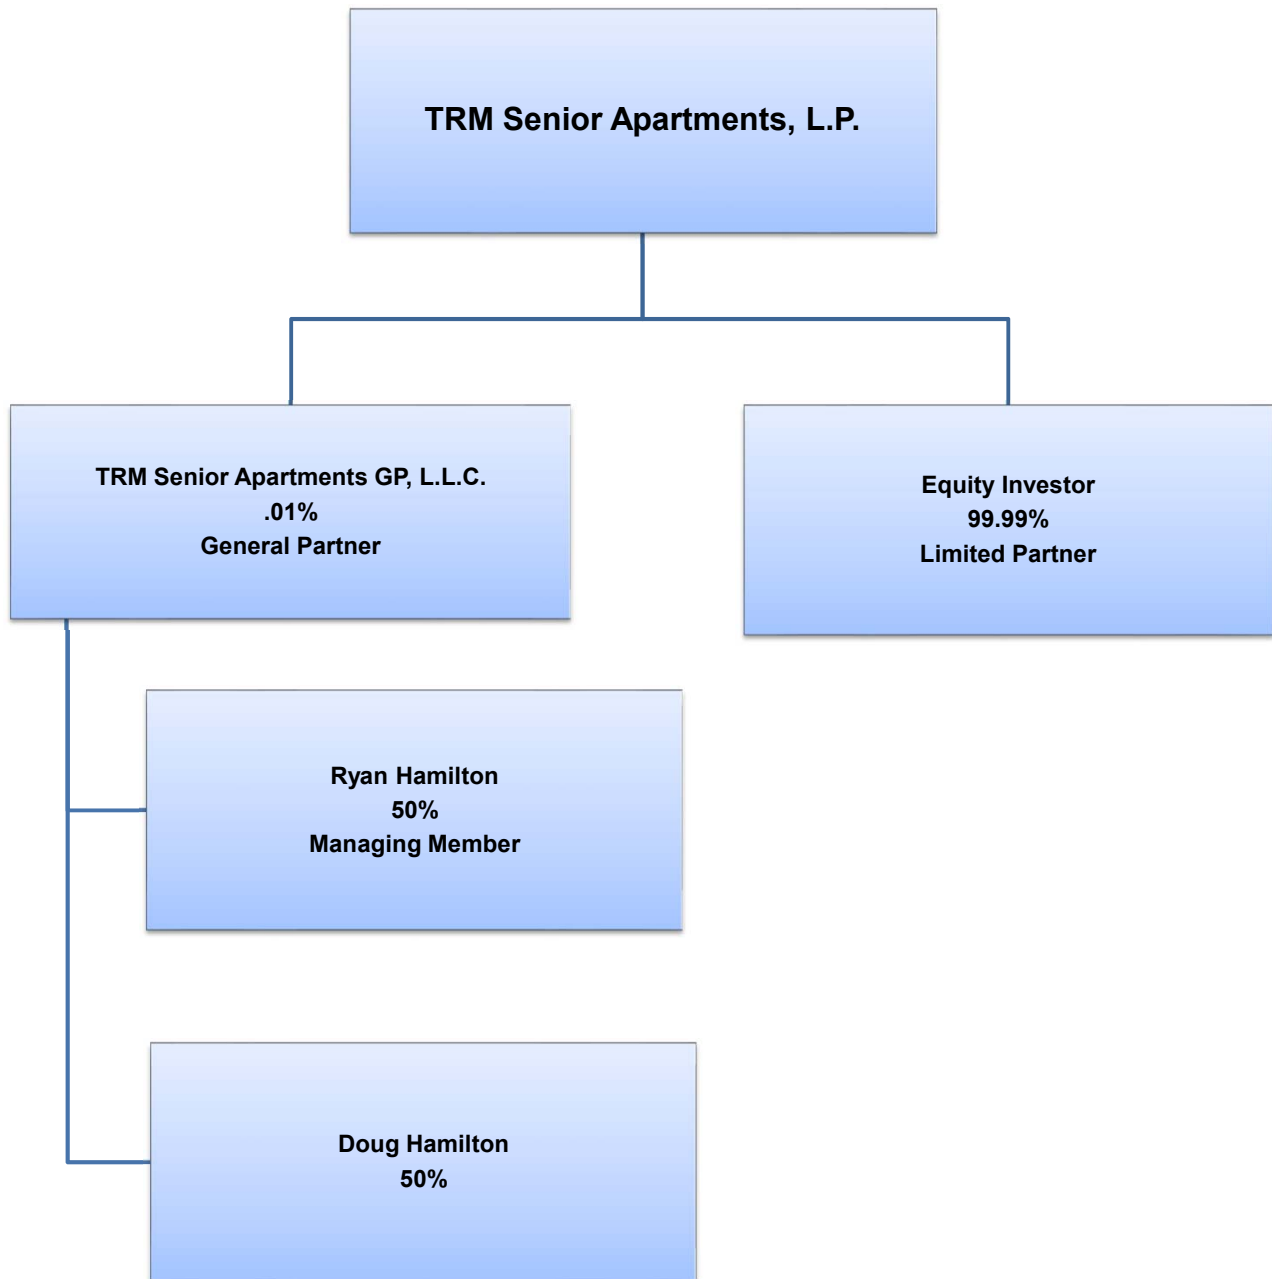 TRM Senior Apartments, L.P.
TRM Senior Apartments GP, L.L.C.
.01%
General Partner
Equity Investor
99.99%
Limited Partner
Ryan Hamilton
50%
Managing Member
Doug Hamilton
50%